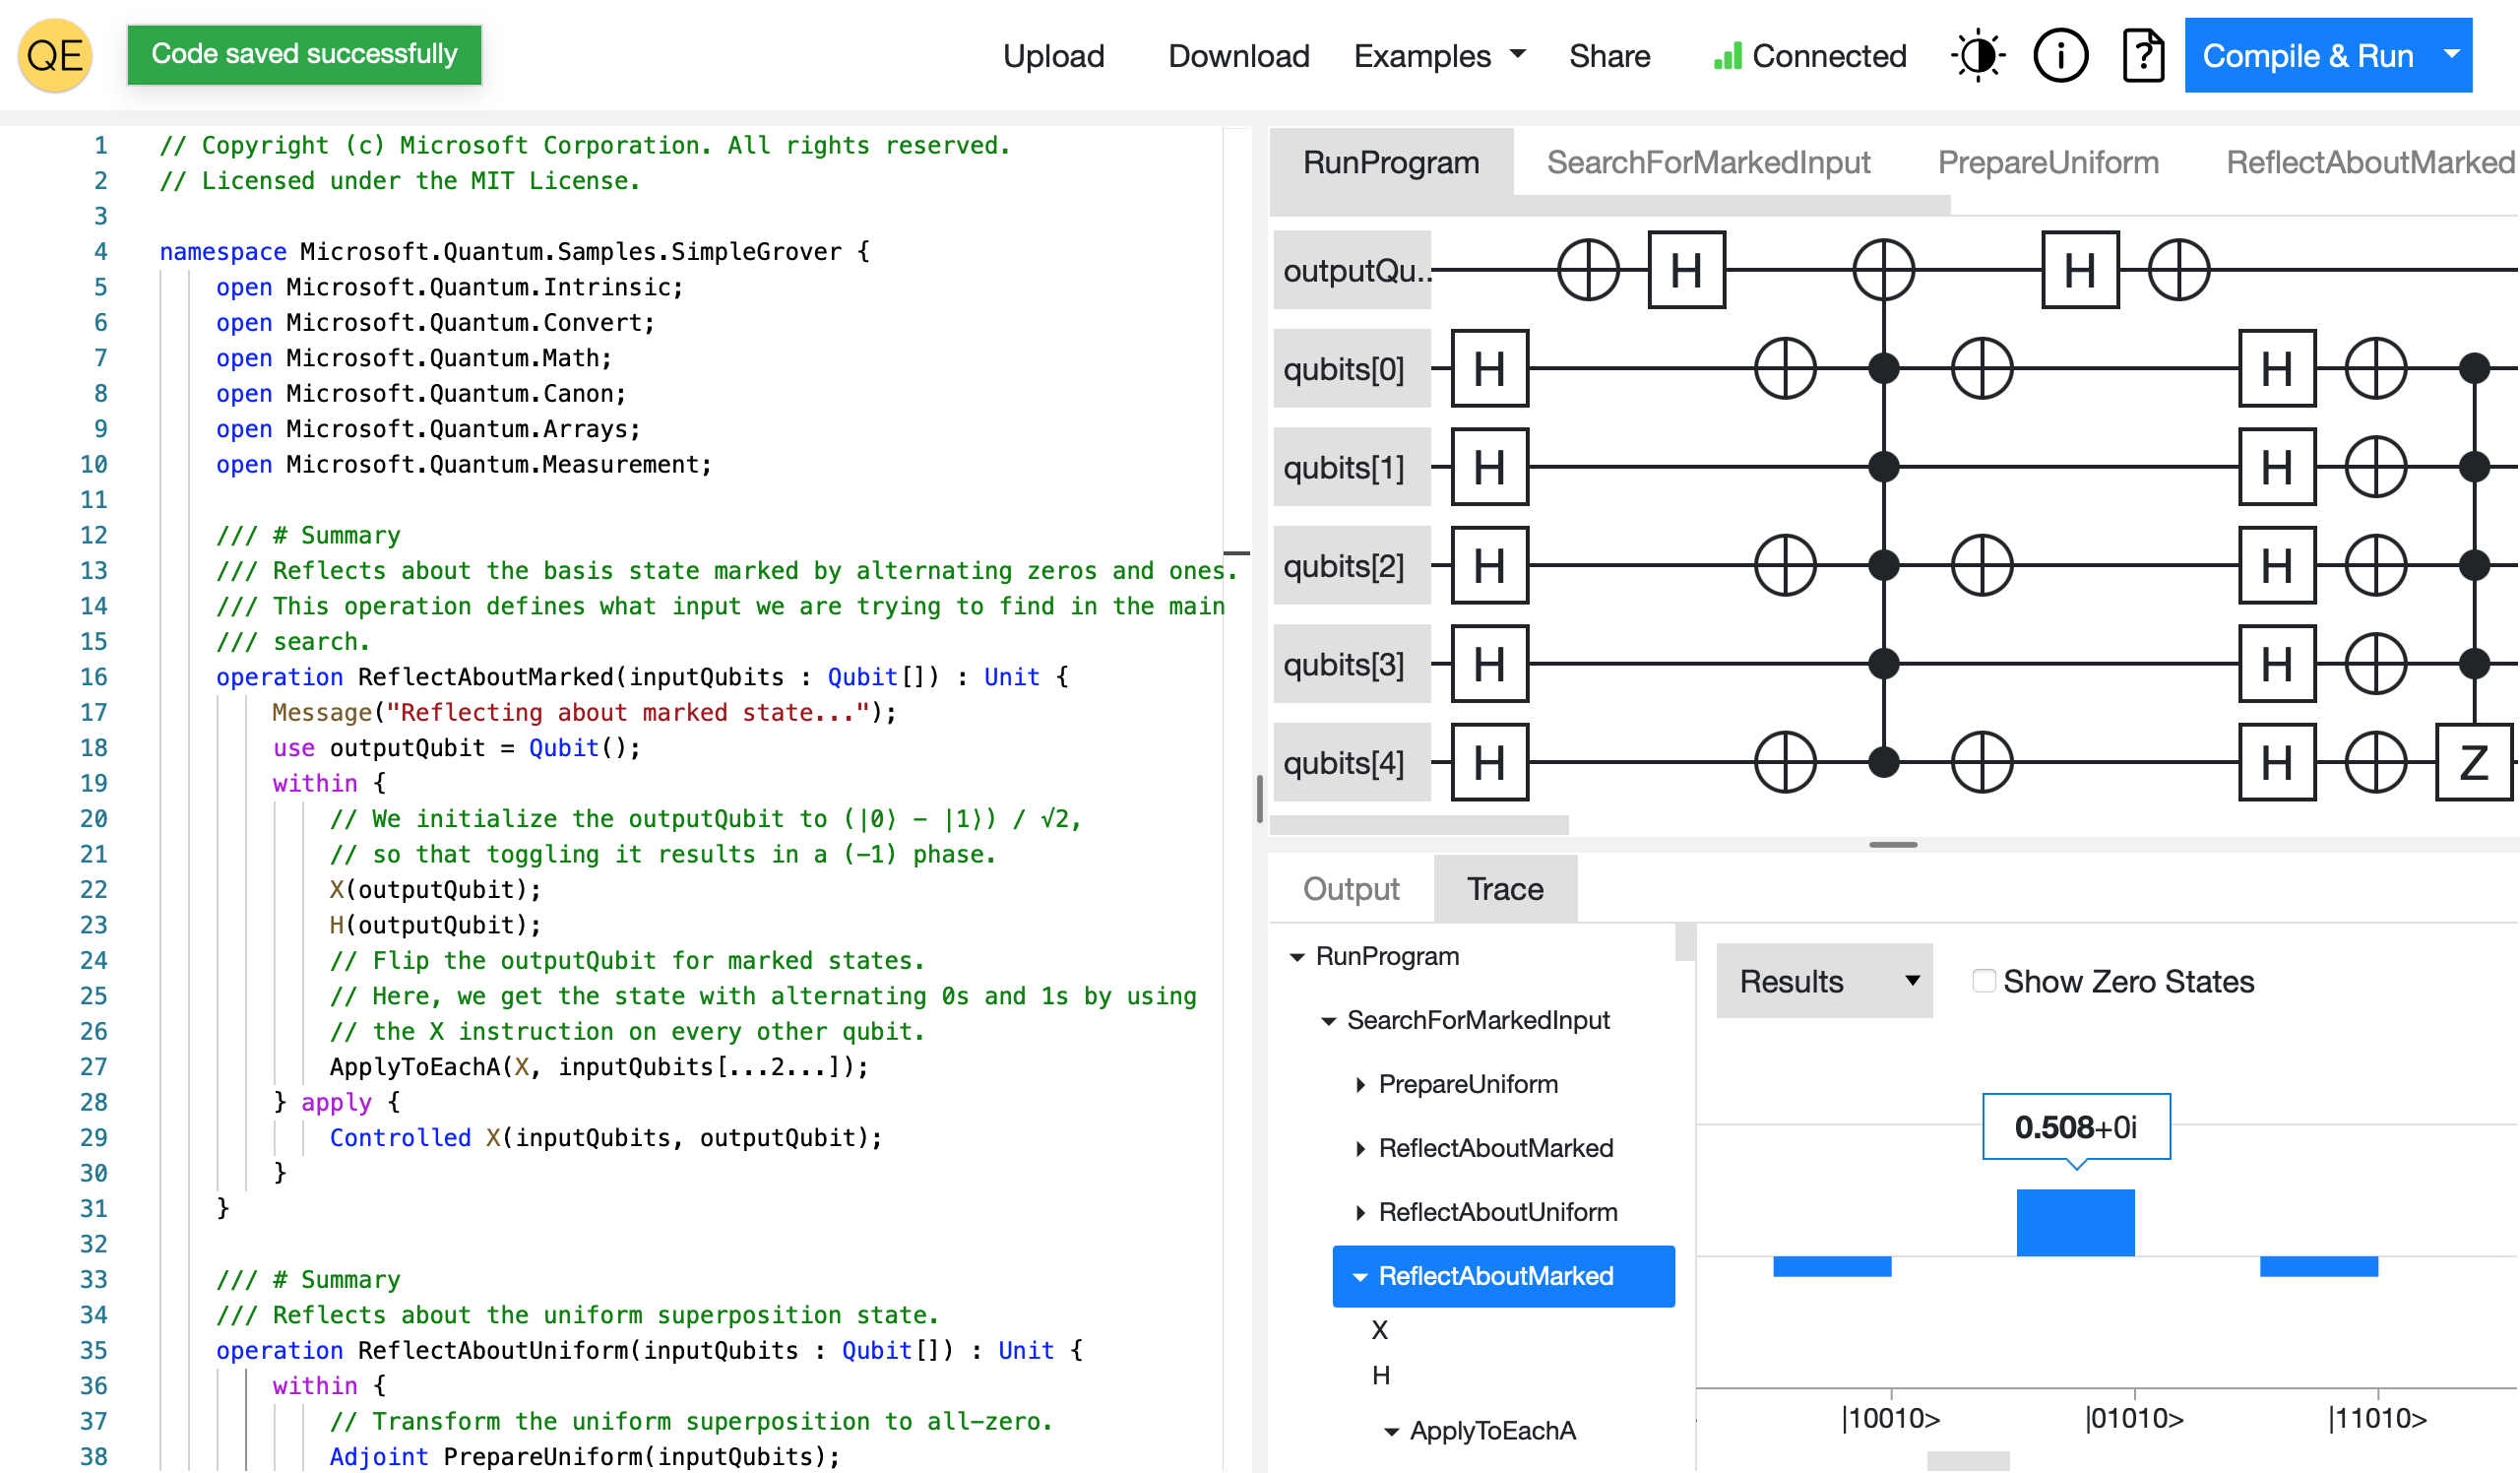 QE
Code saved successfully
Upload Download Examples Share Connected Compile & Run
1 // Copyright (c) Microsoft Corporation. All rights reserved.
2 // Licensed under the MIT License.
3
4 namespace Microsoft.Quantum.Samples.SimpleGrover {
5 open Microsoft.Quantum.Intrinsic;
6 open Microsoft.Quantum.Convert;
7 open Microsoft.Quantum.Math;
8 open Microsoft.Quantum.Canon;
9 open Microsoft.Quantum.Arrays;
10 open Microsoft.Quantum.Measurement;
11
12 /// # Summary
13 /// Reflects about the basis state marked by alternating zeros and ones.
14 /// This operation defines what input we are trying to find in the main
15 /// search.
16 operation ReflectAboutMarked(inputQubits : Qubit[]) : Unit {
17 Message("Reflecting about marked state...");
18 use outputQubit = Qubit();
19 within {
20 // We initialize the outputQubit to (|0⟩ − |1⟩) / √2,
21 // so that toggling it results in a (−1) phase.
22 X(outputQubit);
23 H(outputQubit);
24 // Flip the outputQubit for marked states.
25 // Here, we get the state with alternating 0s and 1s by using
26 // the X instruction on every other qubit.
27 ApplyToEachA(X, inputQubits[...2...]);
28 } apply {
29 Controlled X(inputQubits, outputQubit);
30 }
31 }
32
33 /// # Summary
34 /// Reflects about the uniform superposition state.
35 operation ReflectAboutUniform(inputQubits : Qubit[]) : Unit {
36 within {
37 // Transform the uniform superposition to all-zero.
38 Adjoint PrepareUniform(inputQubits);
RunProgram SearchForMarkedInput PrepareUniform ReflectAboutMarked
outputQu.. H H
qubits[0] H H
qubits[1] H H
qubits[2] H H
qubits[3] H H
qubits[4] H H Z
Output Trace
RunProgram
SearchForMarkedInput
PrepareUniform
ReflectAboutMarked
ReflectAboutUniform
ReflectAboutMarked
X
H
ApplyToEachA
Results Show Zero States
0.508+0i
|10010> |01010> |11010>